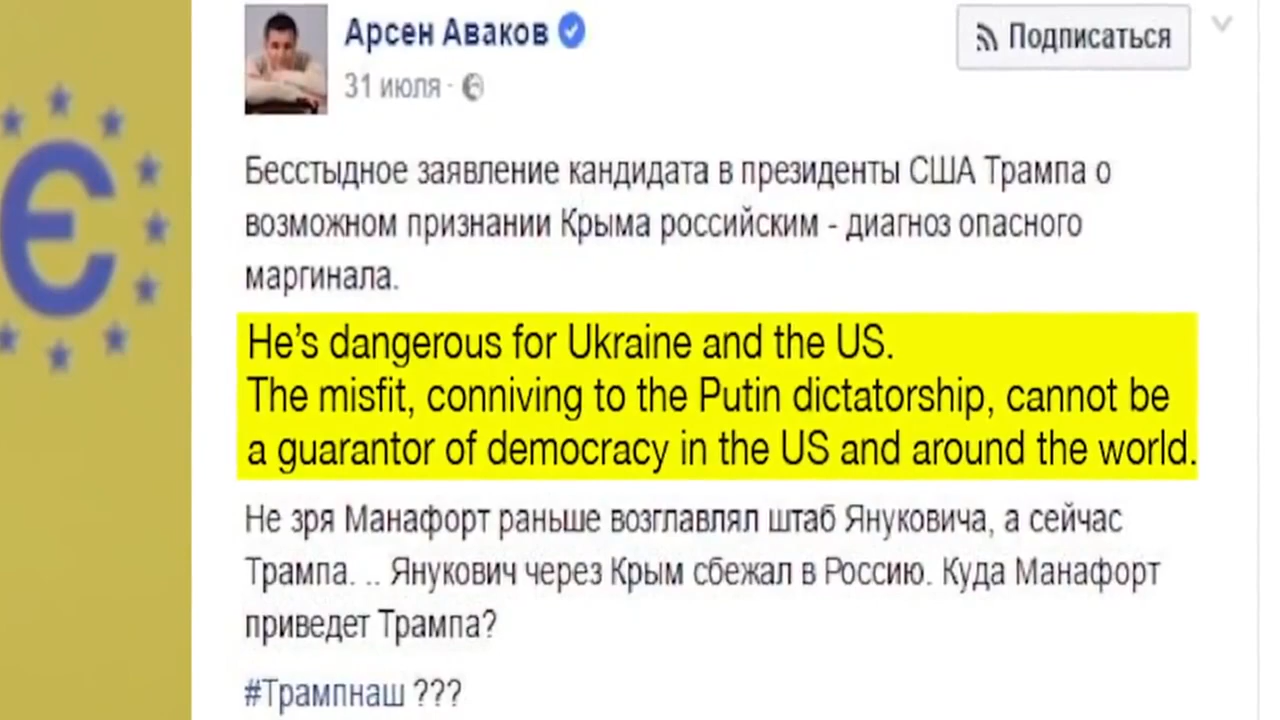 Арсен Аваков
Подписаться
31 июля ·
Бесстыдное заявление кандидата в президенты США Трампа о
возможном признании Крыма российским - диагноз опасного
маргинала.
He's dangerous for Ukraine and the US.
The misfit, conniving to the Putin dictatorship, cannot be
a guarantor of democracy in the US and around the world.
Не зря Манафорт раньше возглавлял штаб Януковича, а сейчас
Трампа. .. Янукович через Крым сбежал в Россию. Куда Манафорт
приведет Трампа?
#Трампнаш ???
є